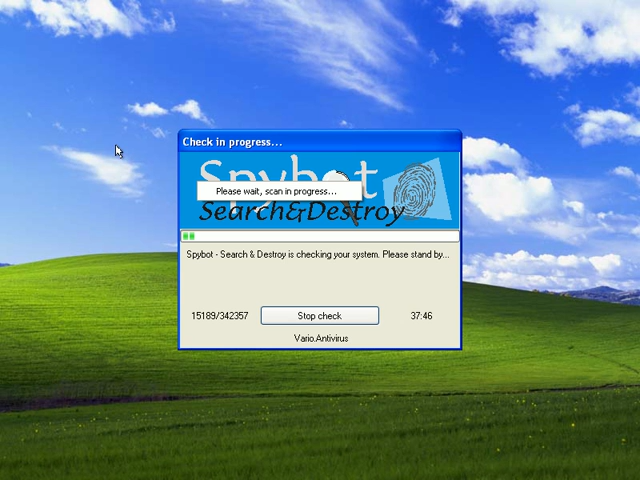 Check in progress...
Spybot
Please wait, scan in progress...
Search&Destroy
Spybot - Search & Destroy is checking your system. Please stand by...
15189/342357
Stop check
37:46
Vario.Antivirus